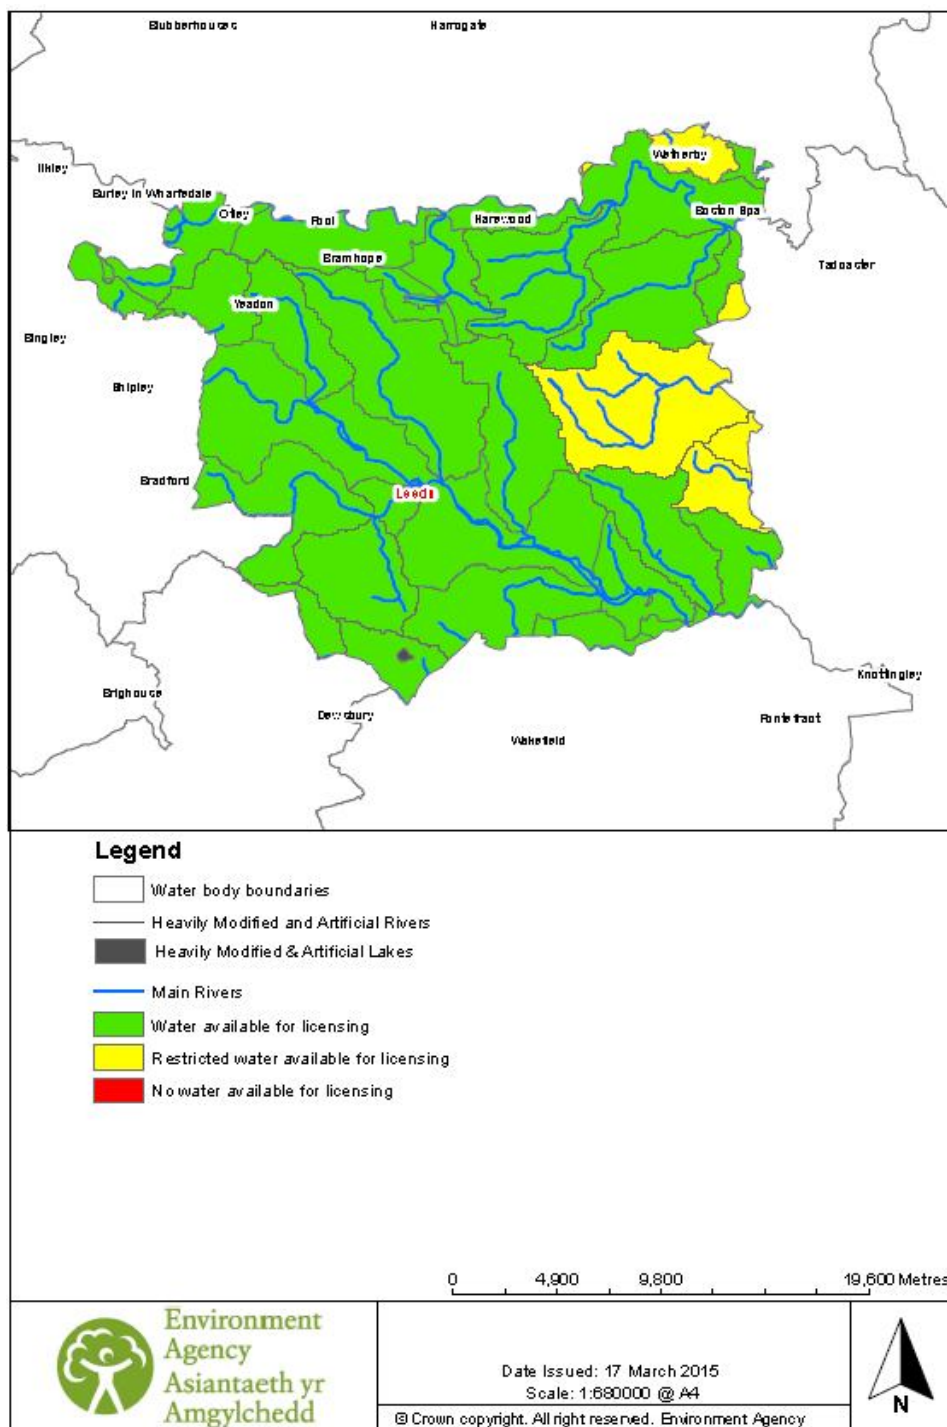 Blubberhouses
Harrogate
Ilkley
Wetherby
Burley in Wharfedale
Otley
Pool
Harewood
Boston Spa
Bramhope
Tadcaster
Yeadon
Bingley
Shipley
Bradford
Leeds
Knottingley
Brighouse
Dewsbury
Pontefract
Wakefield
Legend
Water body boundaries
Heavily Modified and Artificial Rivers
Heavily Modified & Artificial Lakes
Main Rivers
Water available for licensing
Restricted water available for licensing
No water available for licensing
0 4,900 9,800 19,600 Metres
Environment
Agency
Asiantaeth yr
Amgylchedd
Date Issued: 17 March 2015
Scale: 1:680000 @ A4
© Crown copyright. All right reserved. Environment Agency
N